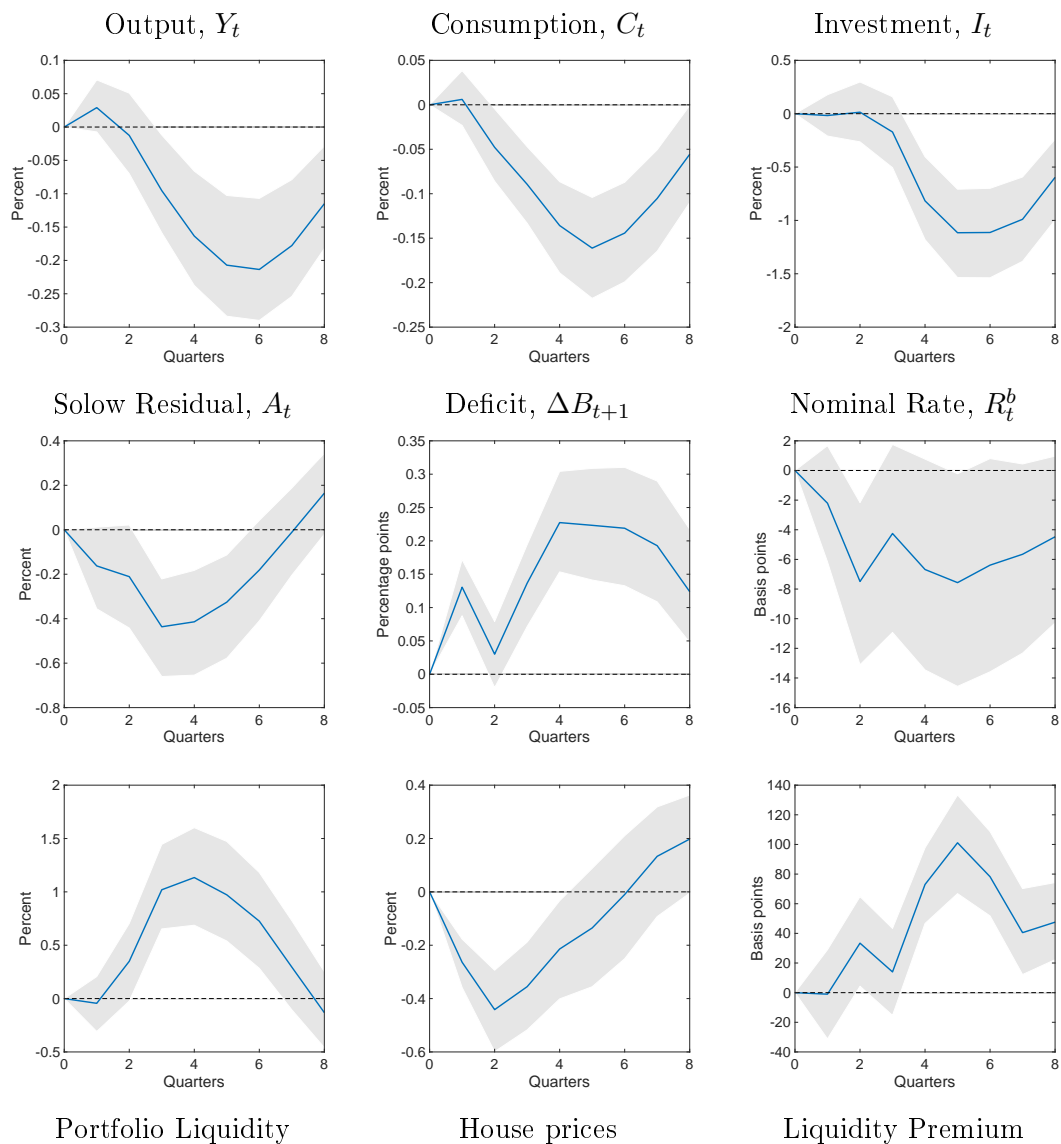 Output, Y_t
Consumption, C_t
Investment, I_t
0.1
0.05
0
-0.05
-0.1
-0.15
-0.2
-0.25
-0.3
Percent
0 2 4 6 8
Quarters
0.05
0
-0.05
-0.1
-0.15
-0.2
-0.25
Percent
0 2 4 6 8
Quarters
0.5
0
-0.5
-1
-1.5
-2
Percent
0 2 4 6 8
Quarters
Solow Residual, A_t
Deficit, ΔB_{t+1}
Nominal Rate, R_t^b
0.4
0.2
0
-0.2
-0.4
-0.6
-0.8
Percent
0 2 4 6 8
Quarters
0.35
0.3
0.25
0.2
0.15
0.1
0.05
0
-0.05
Percentage points
0 2 4 6 8
Quarters
2
0
-2
-4
-6
-8
-10
-12
-14
-16
Basis points
0 2 4 6 8
Quarters
2
1.5
1
0.5
0
-0.5
Percent
0 2 4 6 8
Quarters
0.4
0.2
0
-0.2
-0.4
-0.6
Percent
0 2 4 6 8
Quarters
140
120
100
80
60
40
20
0
-20
-40
Basis points
0 2 4 6 8
Quarters
Portfolio Liquidity
House prices
Liquidity Premium